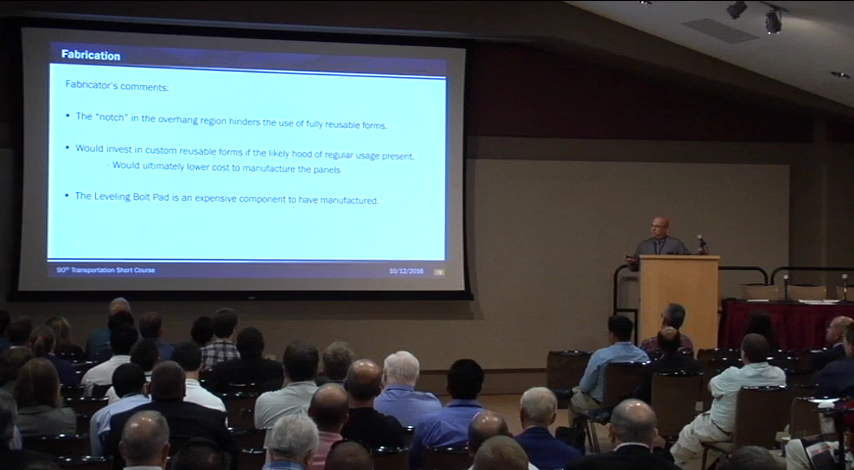 Fabrication
Fabricator's comments:
• The "notch" in the overhang region hinders the use of fully reusable forms.
• Would invest in custom reusable forms if the likely hood of regular usage present.
- Would ultimately lower cost to manufacture the panels
• The Leveling Bolt Pad is an expensive component to have manufactured.
90th Transportation Short Course
10/12/2016